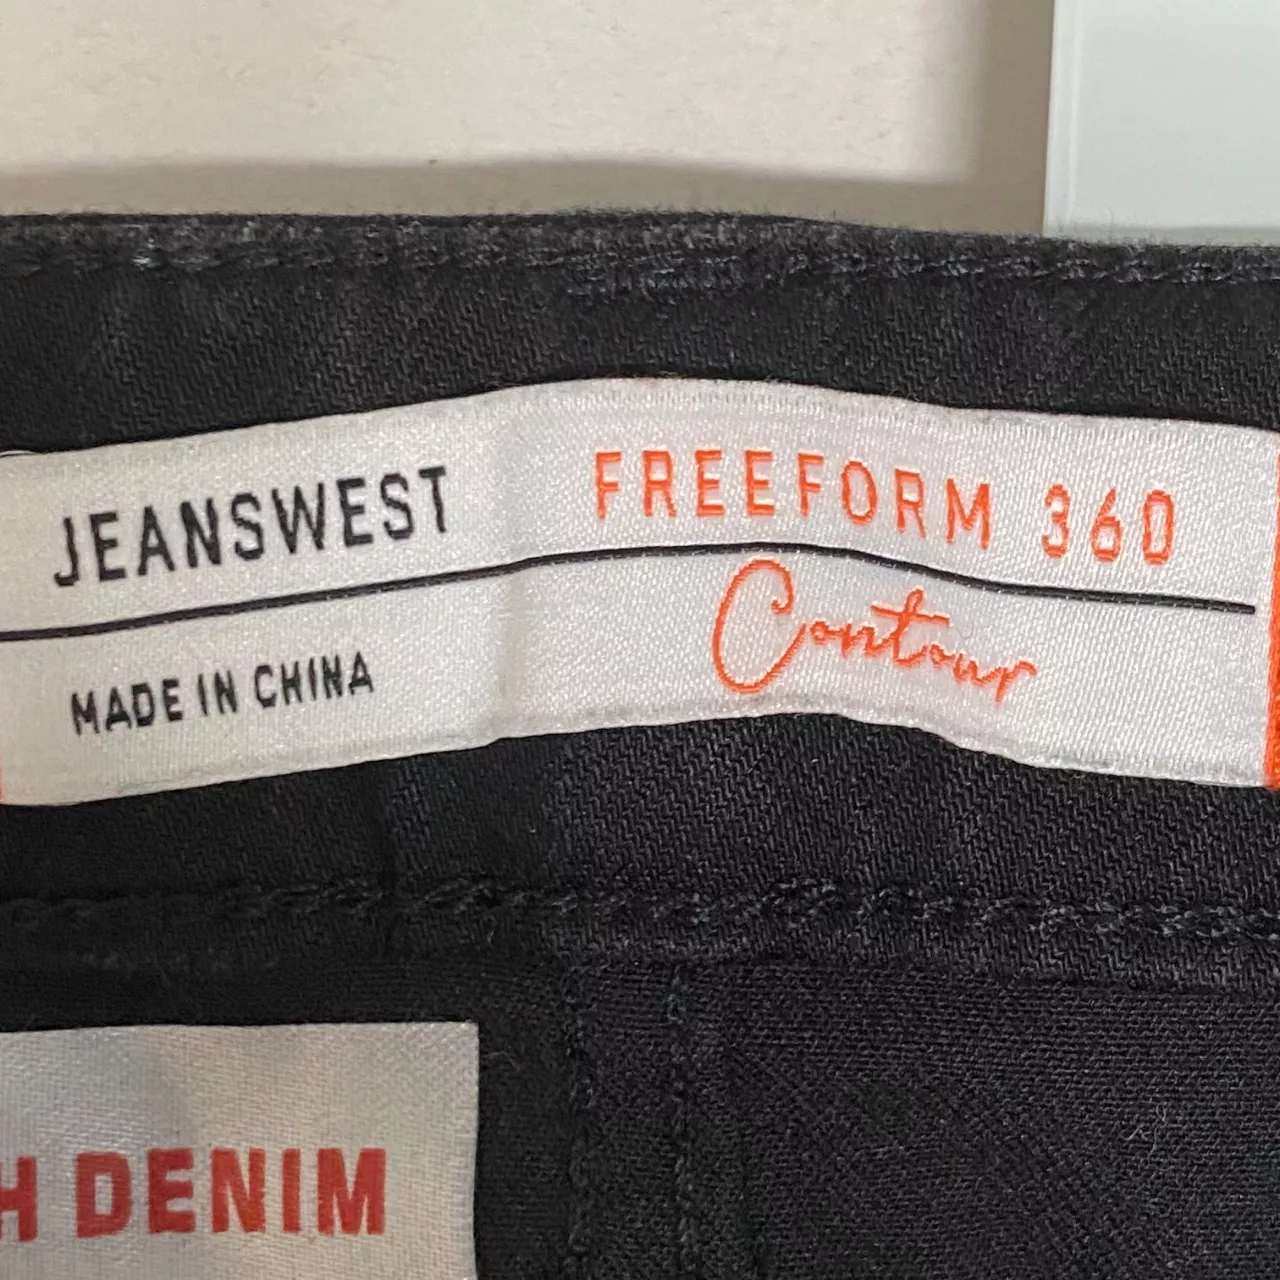 JEANSWEST
MADE IN CHINA
FREEFORM 360
Contour
H DENIM